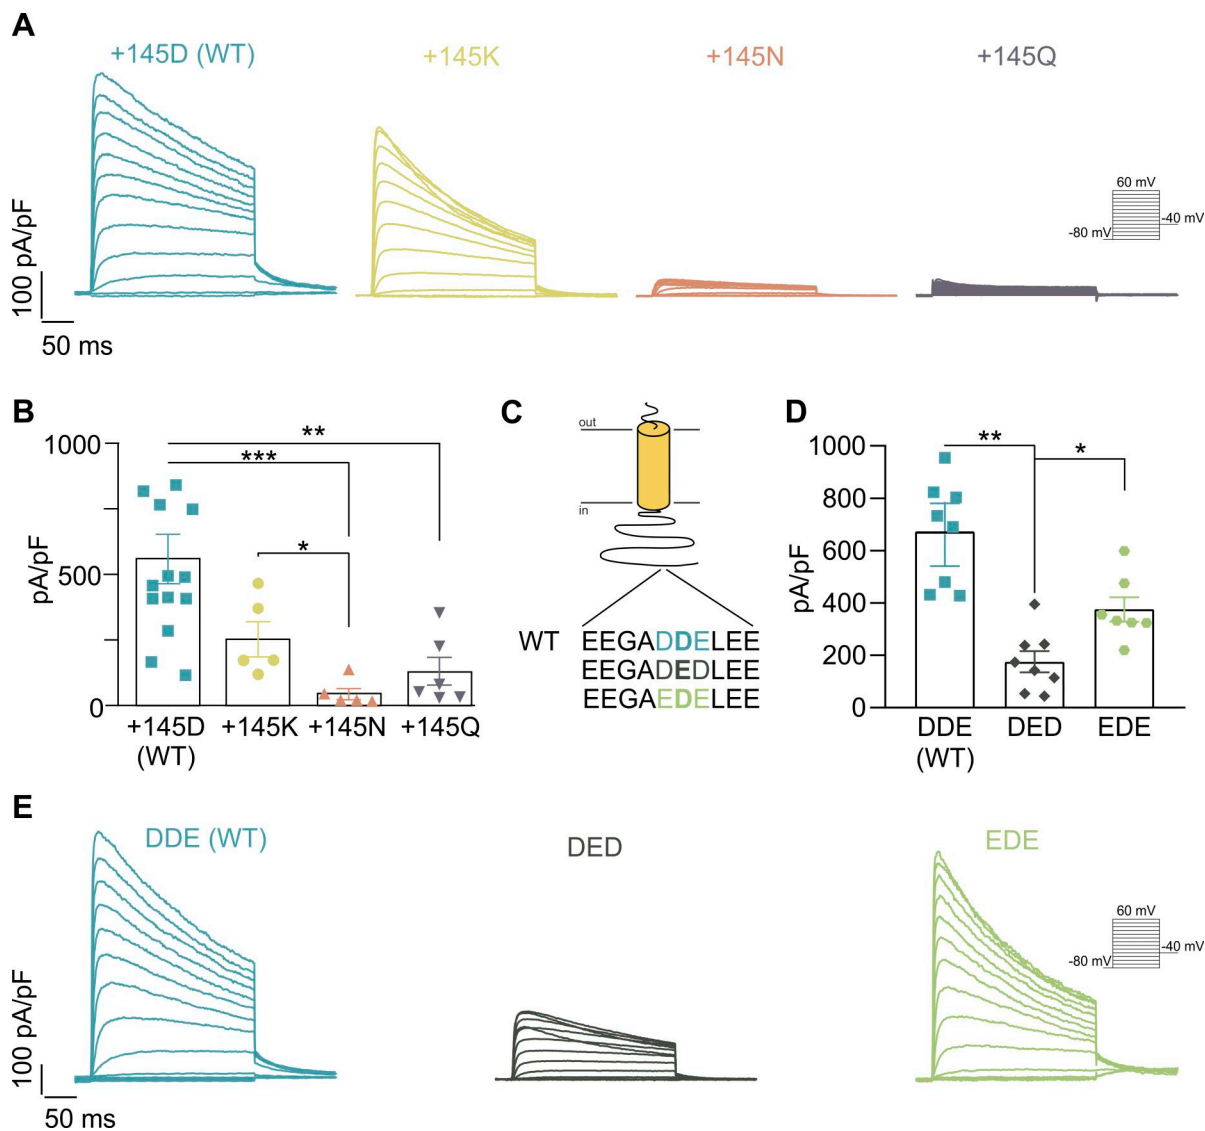 A
+145D (WT)
+145K
+145N
+145Q
100 pA/pF
50 ms
60 mV
-40 mV
-80 mV
B
1000
500
0
pA/pF
**
***
*
+145D
(WT)
+145K
+145N
+145Q
C
out
in
WT EEGADDELEE
EEGADEDLEE
EEGAEDELEE
D
1000
800
600
400
200
0
pA/pF
**
*
DDE
(WT)
DED
EDE
E
DDE (WT)
DED
EDE
100 pA/pF
50 ms
60 mV
-40 mV
-80 mV